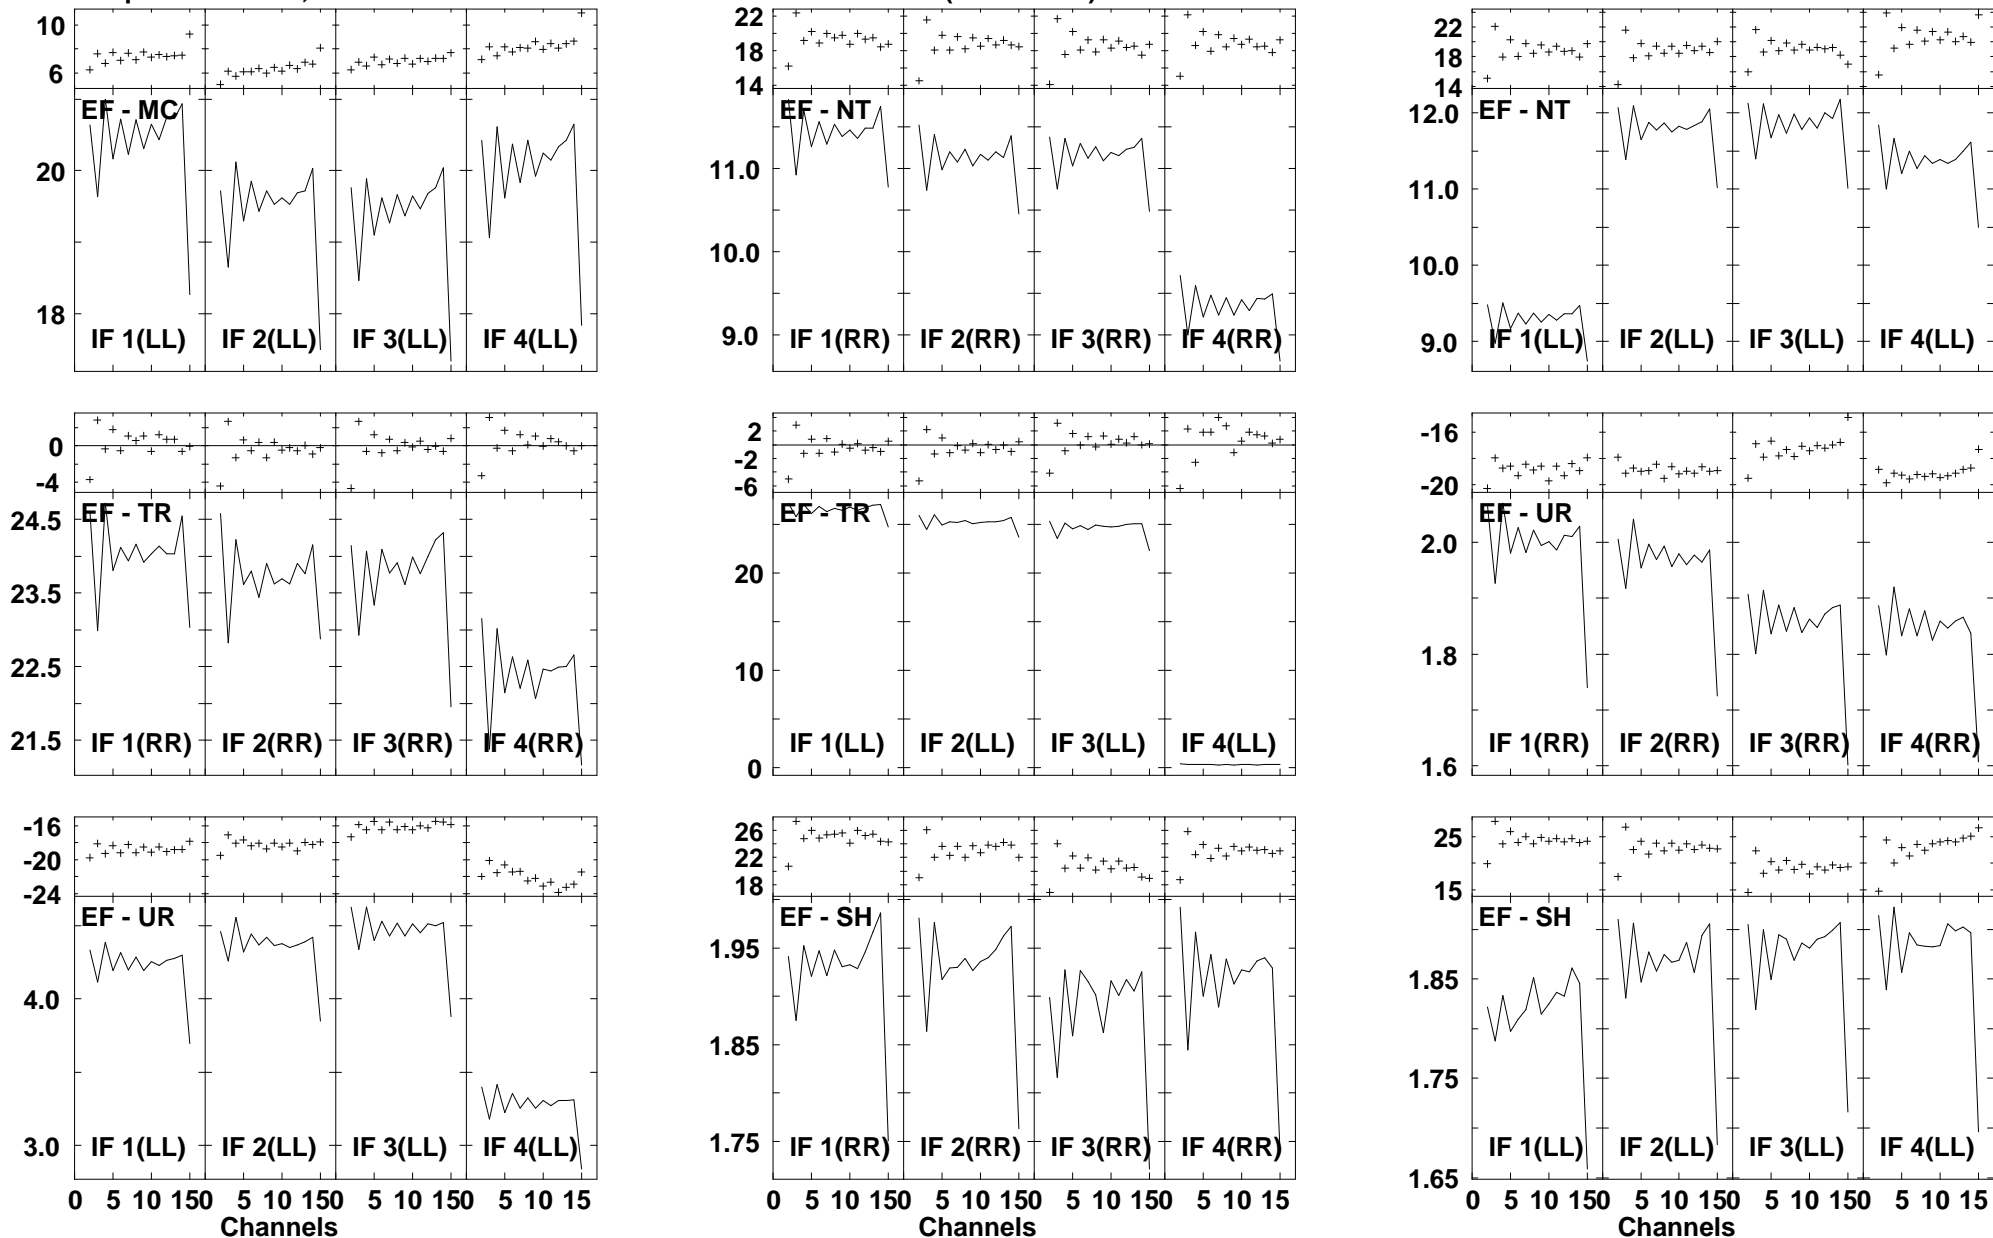 10
6
EF - MC
20
18
IF 1(LL) IF 2(LL) IF 3(LL) IF 4(LL)
22
18
14
EF - NT
11.0
10.0
9.0
IF 1(RR) IF 2(RR) IF 3(RR) IF 4(RR)
22
18
14
EF - NT
12.0
11.0
10.0
9.0
IF 1(LL) IF 2(LL) IF 3(LL) IF 4(LL)
0
-4
EF - TR
24.5
23.5
22.5
21.5
IF 1(RR) IF 2(RR) IF 3(RR) IF 4(RR)
2
-2
-6
EF - TR
20
10
0
IF 1(LL) IF 2(LL) IF 3(LL) IF 4(LL)
-16
-20
EF - UR
2.0
1.8
1.6
IF 1(RR) IF 2(RR) IF 3(RR) IF 4(RR)
-16
-20
-24
EF - UR
4.0
3.0
IF 1(LL) IF 2(LL) IF 3(LL) IF 4(LL)
0 5 10 150 5 10 150 5 10 150 5 10 15
Channels
26
22
18
EF - SH
1.95
1.85
1.75
IF 1(RR) IF 2(RR) IF 3(RR) IF 4(RR)
0 5 10 150 5 10 150 5 10 150 5 10 15
Channels
25
15
EF - SH
1.85
1.75
1.65
IF 1(LL) IF 2(LL) IF 3(LL) IF 4(LL)
0 5 10 150 5 10 150 5 10 150 5 10 15
Channels